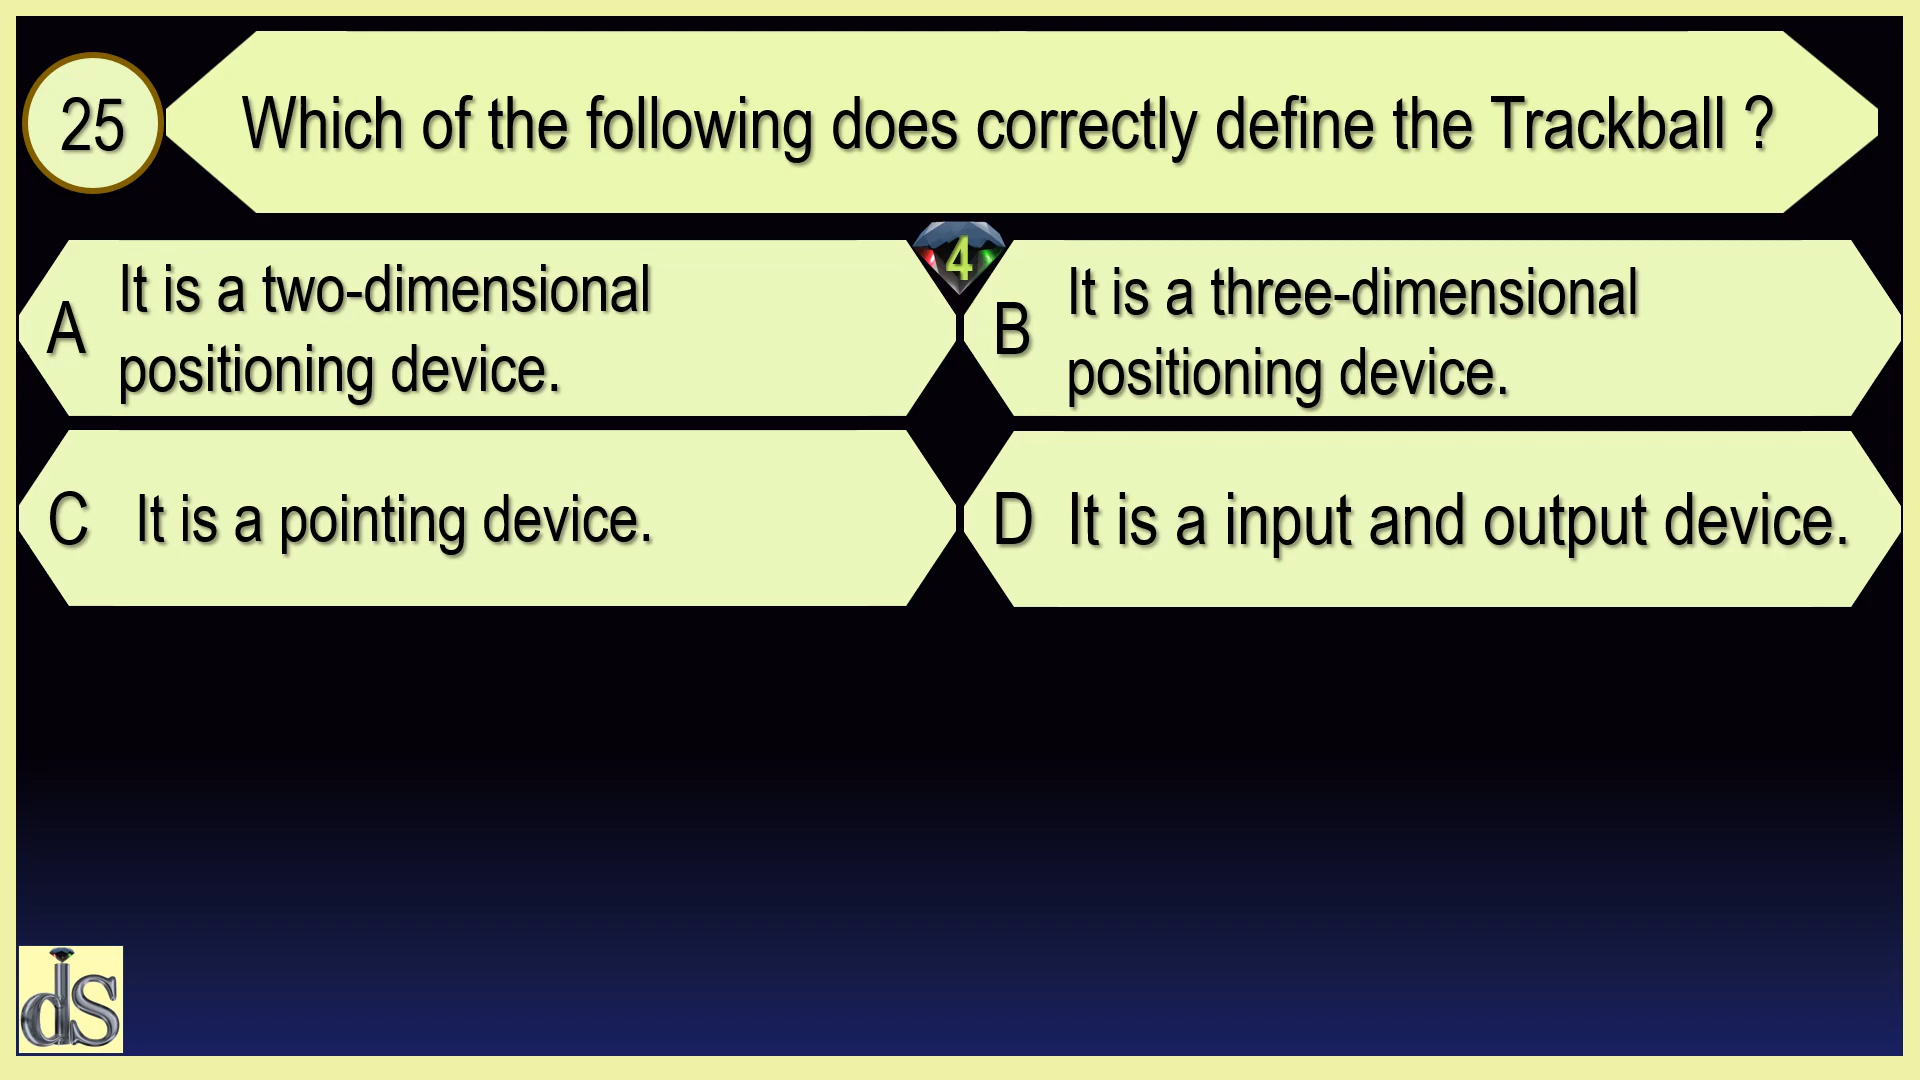 25
Which of the following does correctly define the Trackball ?
4
A
It is a two-dimensional
positioning device.
B
It is a three-dimensional
positioning device.
C It is a pointing device.
D It is a input and output device.
ds